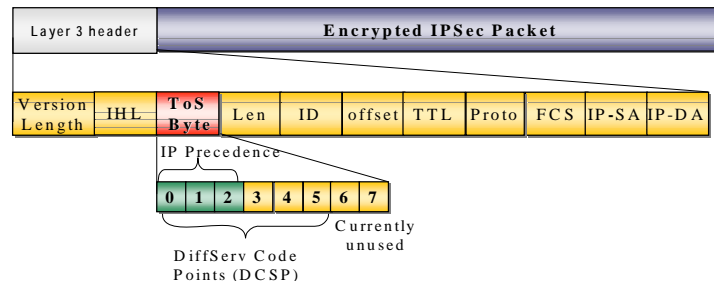 Layer 3 header
Encrypted IPSec Packet
Version
Length
IHL
ToS
Byte
Len
ID
offset
TTL
Proto
FCS
IP-SA
IP-DA
IP Precedence
0 1 2 3 4 5 6 7
Currently
unused
DiffServ Code
Points (DCSP)